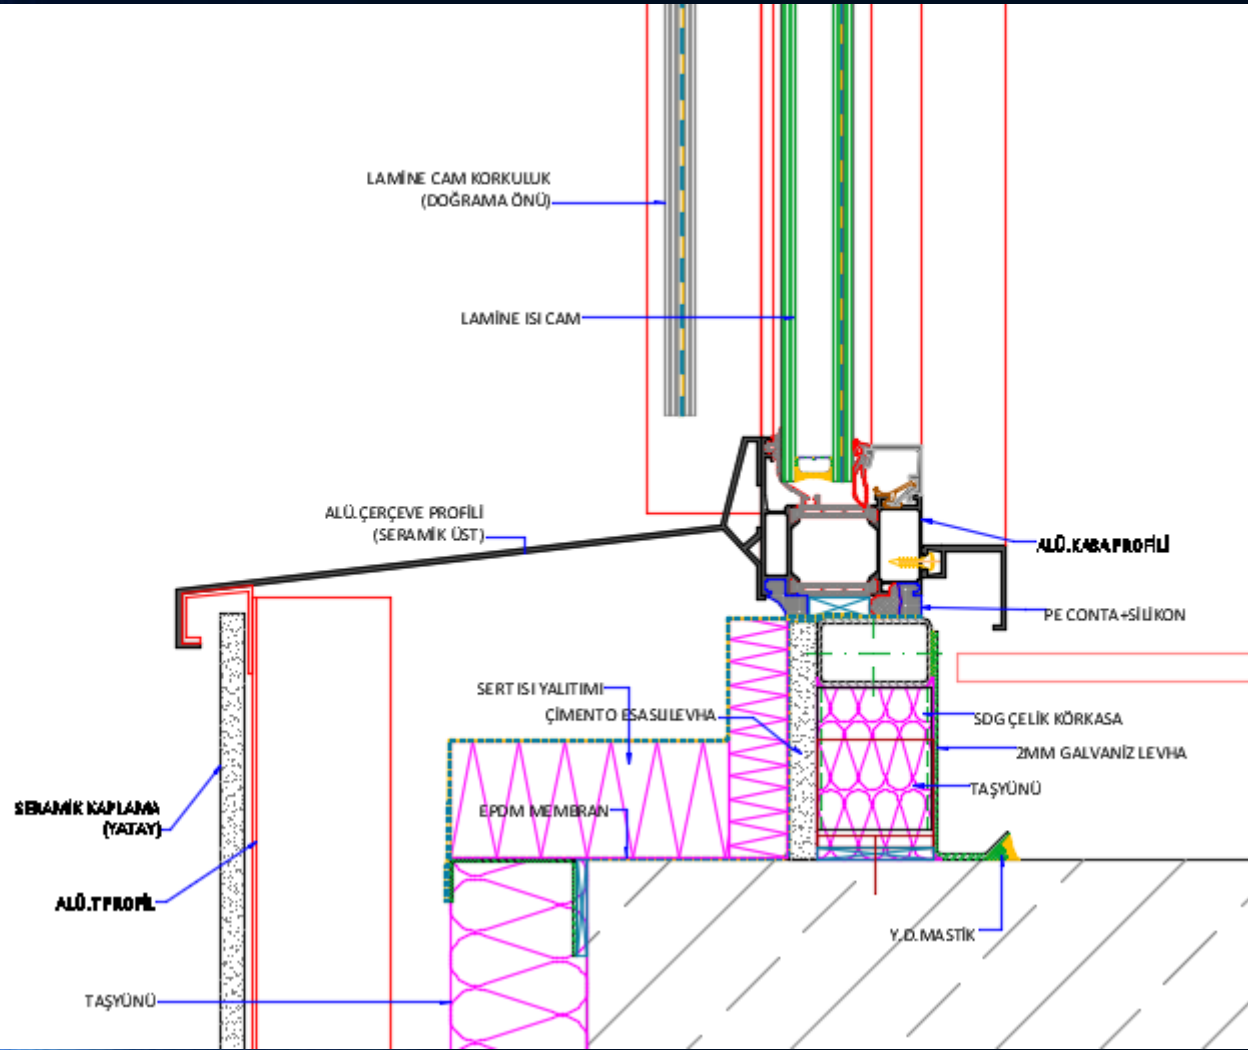 LAMİNE CAM KORKULUK
(DOĞRAMA ÖNÜ)
LAMİNE ISI CAM
ALÜ.ÇERÇEVE PROFİLİ
(SERAMİK ÜST)
ALÜ.KASA PROFİLİ
PE CONTA+SİLİKON
SERT ISI YALITIMI
ÇİMENTO ESASLI LEVHA
SDG ÇELİK KÖRKASA
2MM GALVANİZ LEVHA
TAŞYÜNÜ
EPDM MEMBRAN
SERAMİK KAPLAMA
(YATAY)
ALÜ.T PROFİL
Y.D.MASTİK
TAŞYÜNÜ